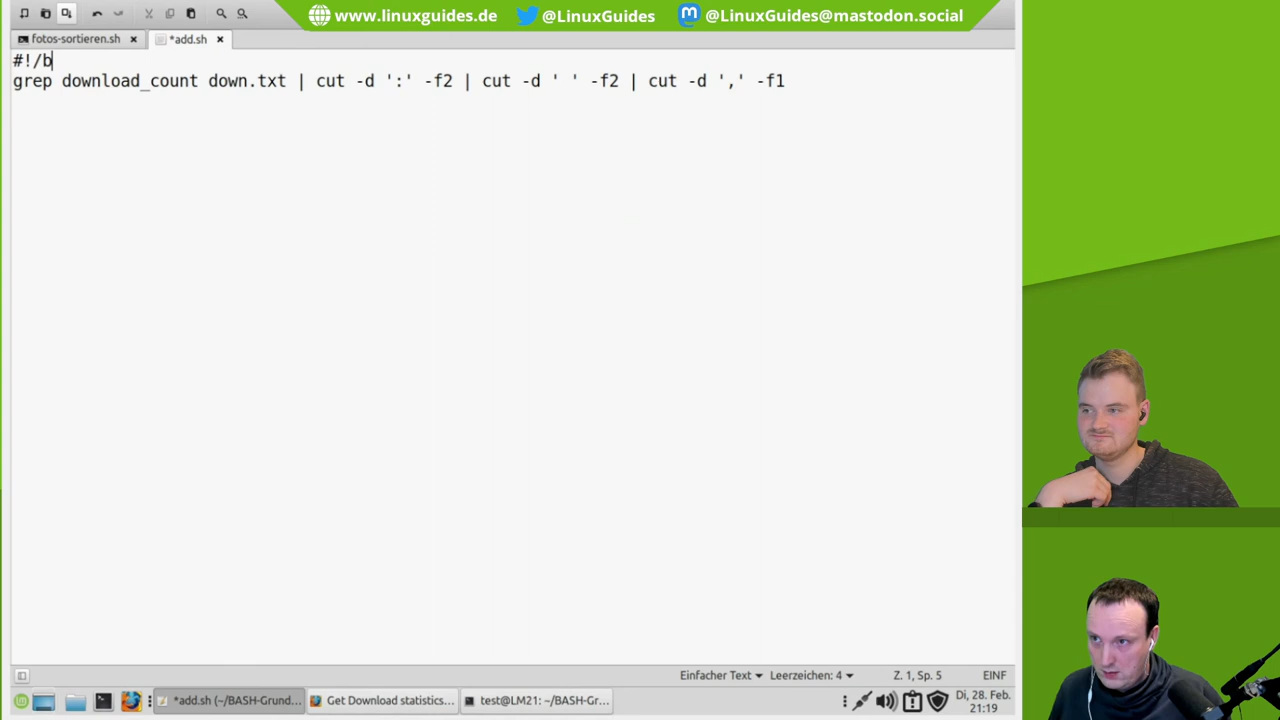 www.linuxguides.de @LinuxGuides @LinuxGuides@mastodon.social
fotos-sortieren.sh *add.sh
#!/b
grep download_count down.txt | cut -d ':' -f2 | cut -d ' ' -f2 | cut -d ',' -f1
Einfacher Text Leerzeichen: 4 Z. 1, Sp. 5 EINF
*add.sh (~/BASH-Grund... Get Download statistics... test@LM21: ~/BASH-Gr... Di, 28. Feb.
21:19